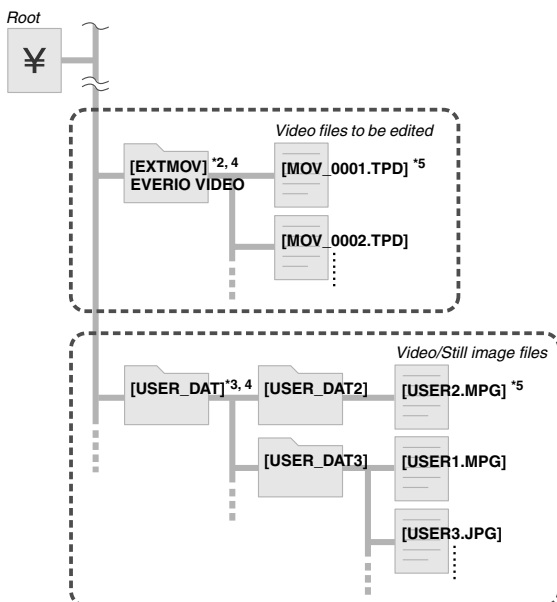 Root
¥
Video files to be edited
[EXTMOV] *2, 4
EVERIO VIDEO
[MOV_0001.TPD] *5
[MOV_0002.TPD]
Video/Still image files
[USER_DAT]*3, 4
[USER_DAT2]
[USER2.MPG] *5
[USER_DAT3]
[USER1.MPG]
[USER3.JPG]